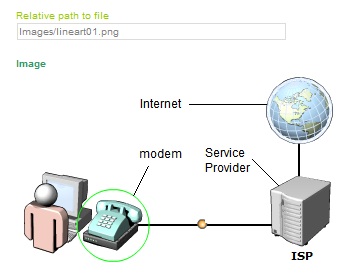 Relative path to file
Images/lineart01.png
Image
Internet
modem
Service
Provider
ISP